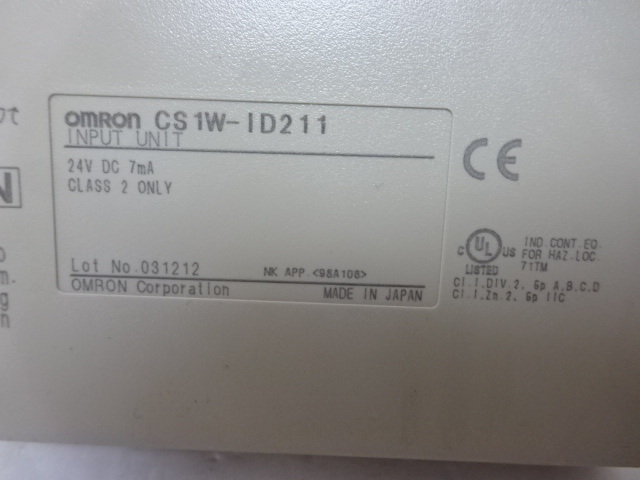 OMRON CS1W-ID211
INPUT UNIT
24V DC 7mA
CLASS 2 ONLY
Lot No.031212
NK APP.<98A108>
OMRON Corporation
MADE IN JAPAN
CE
C UL US
LISTED
IND.CONT.EQ.
FOR HAZ.LOC.
71TM
Cl.I,DIV.2, Gp A,B,C,D
Cl.I,Zn.2, Gp IIC
N
m.
g
n